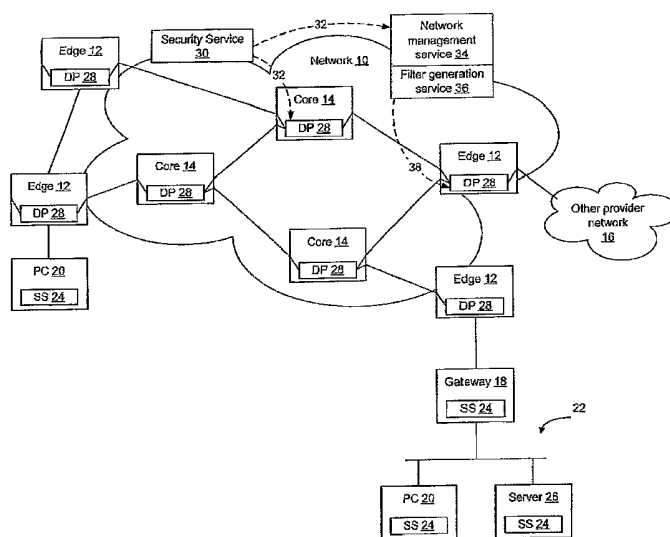 Edge 12
DP 28
Security Service
30
32
32
Network 10
Network
management
service 34
Filter generation
service 36
Core 14
DP 28
Core 14
DP 28
38
Edge 12
DP 28
Edge 12
DP 28
Other provider
network
16
Core 14
DP 28
PC 20
SS 24
Edge 12
DP 28
Gateway 18
SS 24
22
PC 20
SS 24
Server 26
SS 24